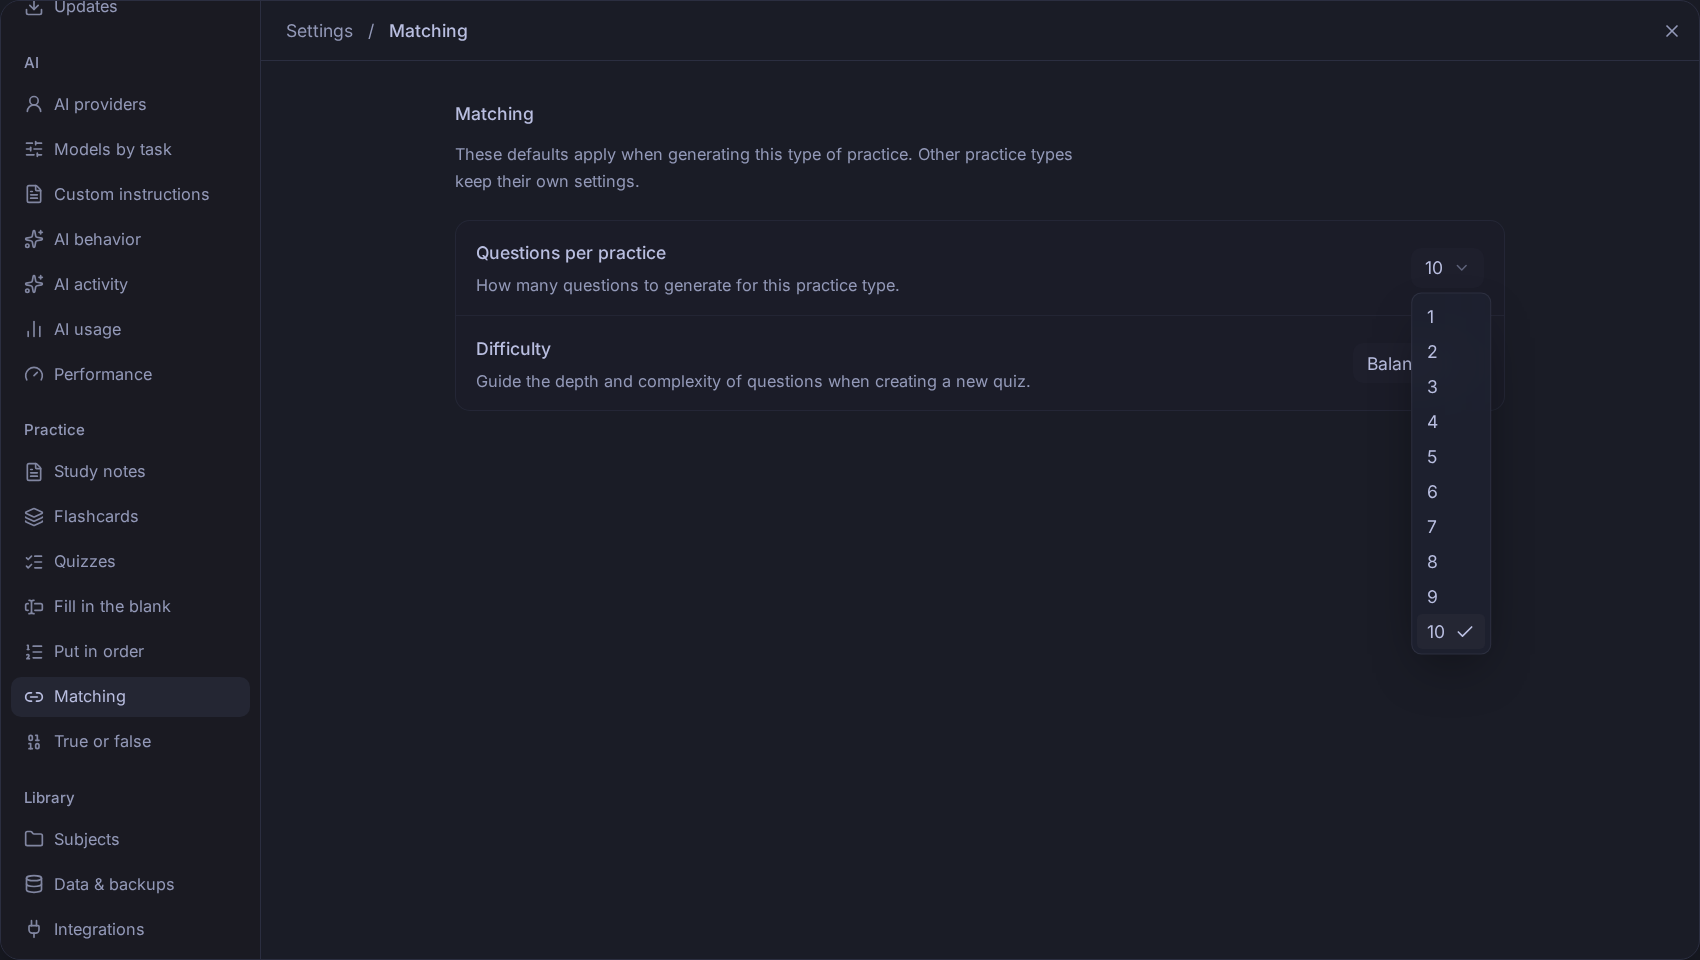 Updates
AI
AI providers
Models by task
Custom instructions
AI behavior
AI activity
AI usage
Performance
Practice
Study notes
Flashcards
Quizzes
Fill in the blank
Put in order
Matching
True or false
Library
Subjects
Data & backups
Integrations
Settings / Matching
Matching
These defaults apply when generating this type of practice. Other practice types
keep their own settings.
Questions per practice
How many questions to generate for this practice type.
10
Difficulty
Guide the depth and complexity of questions when creating a new quiz.
Balan
1
2
3
4
5
6
7
8
9
10